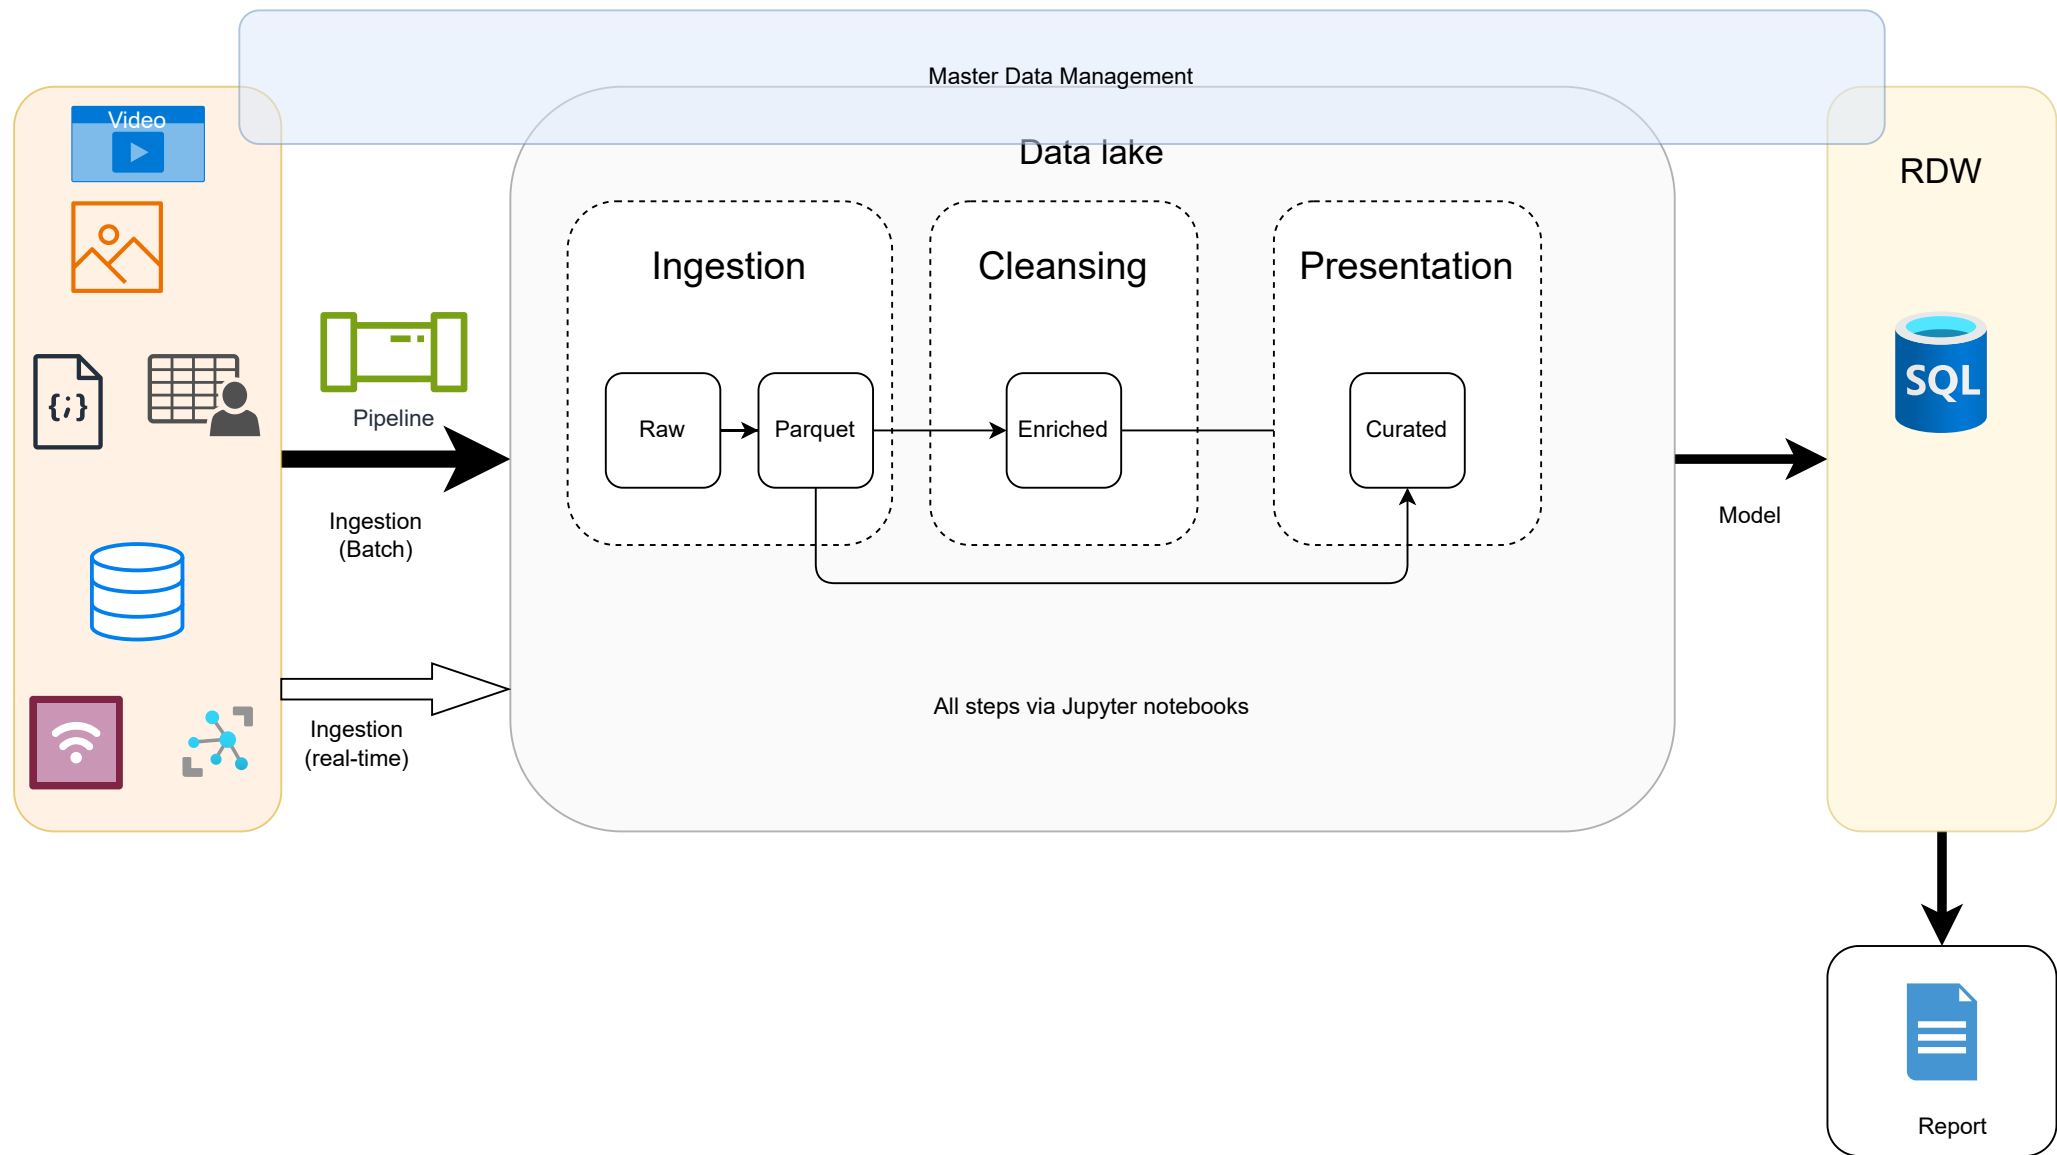 Master Data Management
Video
Data lake
RDW
Ingestion
Cleansing
Presentation
{;}
SQL
Pipeline
Raw
Parquet
Enriched
Curated
Ingestion
(Batch)
Model
Ingestion
(real-time)
All steps via Jupyter notebooks
Report